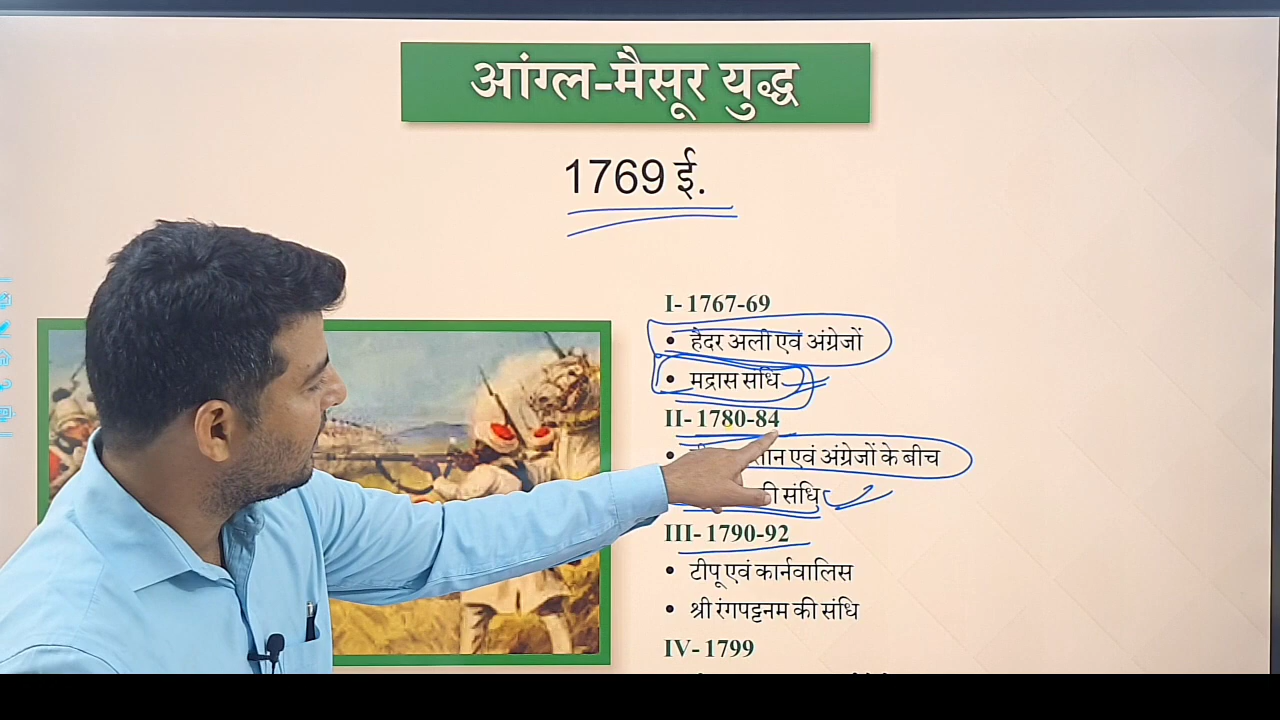 आंग्ल-मैसूर युद्ध
1769 ई.
I- 1767-69
• हैदर अली एवं अंग्रेजों
• मद्रास संधि
II- 1780-84
एवं अंग्रेजों के बीच
की संधि
III- 1790-92
• टीपू एवं कार्नवालिस
• श्री रंगपट्टनम की संधि
IV- 1799